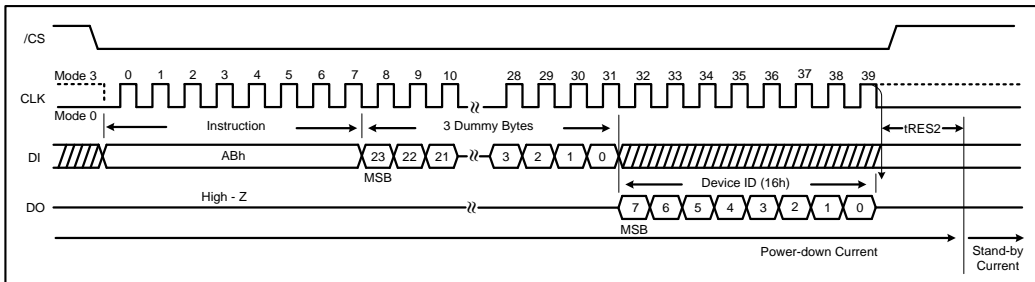 /CS
Mode 3 0 1 2 3 4 5 6 7 8 9 10 28 29 30 31 32 33 34 35 36 37 38 39
CLK
Mode 0
Instruction 3 Dummy Bytes tRES2
DI ABh 23 22 21 3 2 1 0
MSB
High - Z Device ID (16h)
DO 7 6 5 4 3 2 1 0
MSB
Power-down Current Stand-by
Current